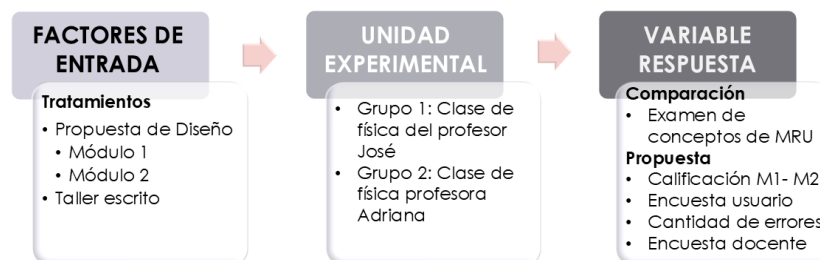 FACTORES DE
ENTRADA
Tratamientos
• Propuesta de Diseño
• Módulo 1
• Módulo 2
• Taller escrito
UNIDAD
EXPERIMENTAL
• Grupo 1: Clase de
física del profesor
José
• Grupo 2: Clase de
física profesora
Adriana
VARIABLE
RESPUESTA
Comparación
• Examen de
conceptos de MRU
Propuesta
• Calificación M1- M2
• Encuesta usuario
• Cantidad de errores
• Encuesta docente